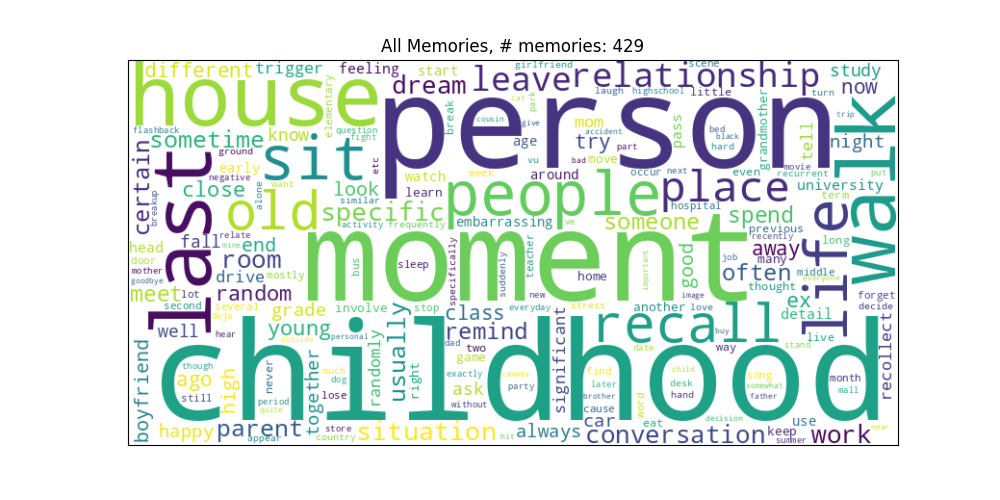 All Memories, # memories: 429
different trigger feeling start girlfriend scene study
house dream leave relationship now
laugh highschool little turn
elementary break cat park person trip
flashback question cousin give mom accident pass grandmother tell
sometime know fight age try part bed black hard night walk
ground etc vu bad move movie
certain last negative sit watch week around occur next even recurrent put
early want look learn people place university
close alone similar hospital term
breakup old specific embarrassing someone spend life
relate activity frequently ve previous long
head fall mine end moment teacher good away recently
door room bus sleep specifically suddenly home important job many middle
mother drive mostly often everyone
goodbye thought
meet lot random new image ex forget
second several grade involve stop class everyday stress another love detail decide
well deja young remind recall buy live
hear outside personal dad two date way stand
boyfriend though childhood game significant recollect
ago never much randomly usually exactly canada find child song month
high together dog right ask party later desk somewhat mall
still period lose without brother hand father
quite cause word decision
happy parent store situation always car eat use near
appear country hit conversation keep work
summer